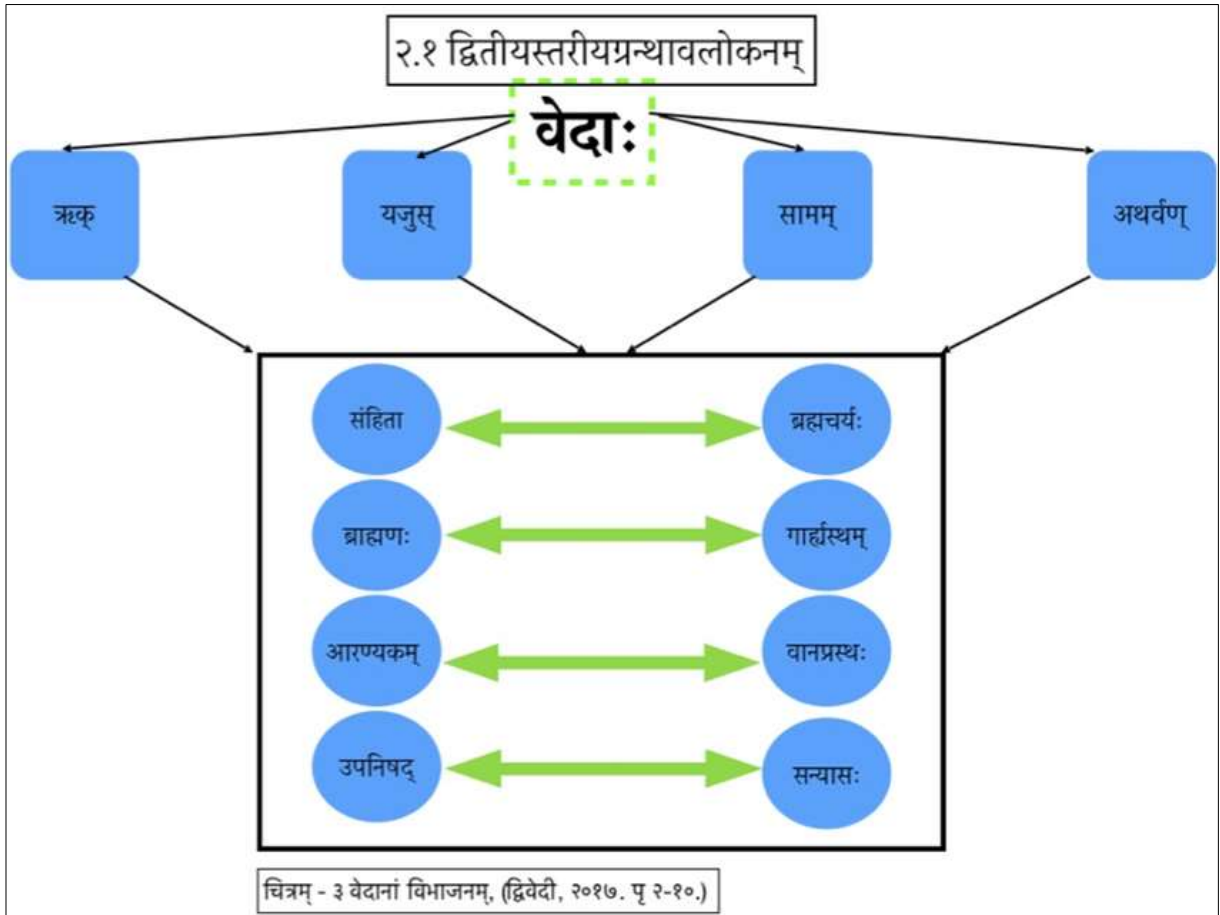 २.१ द्वितीयस्तरीयग्रन्थावलोकनम्
वेदाः
ऋक्
यजुस्
सामम्
अथर्वण्
संहिता
ब्रह्मचर्यः
ब्राह्मणः
गार्ह्यस्थम्
आरण्यकम्
वानप्रस्थः
उपनिषद्
सन्यासः
चित्रम् - ३ वेदानां विभाजनम्, (द्विवेदी, २०१७. पृ २-१०.)